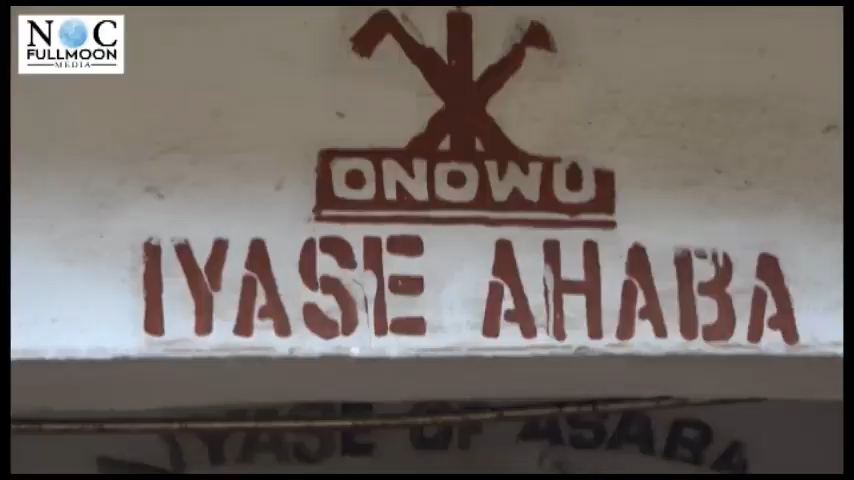 NOC
FULLMOON
MEDIA
ONOWU
IYASE AHABA
IYASE OF ASABA